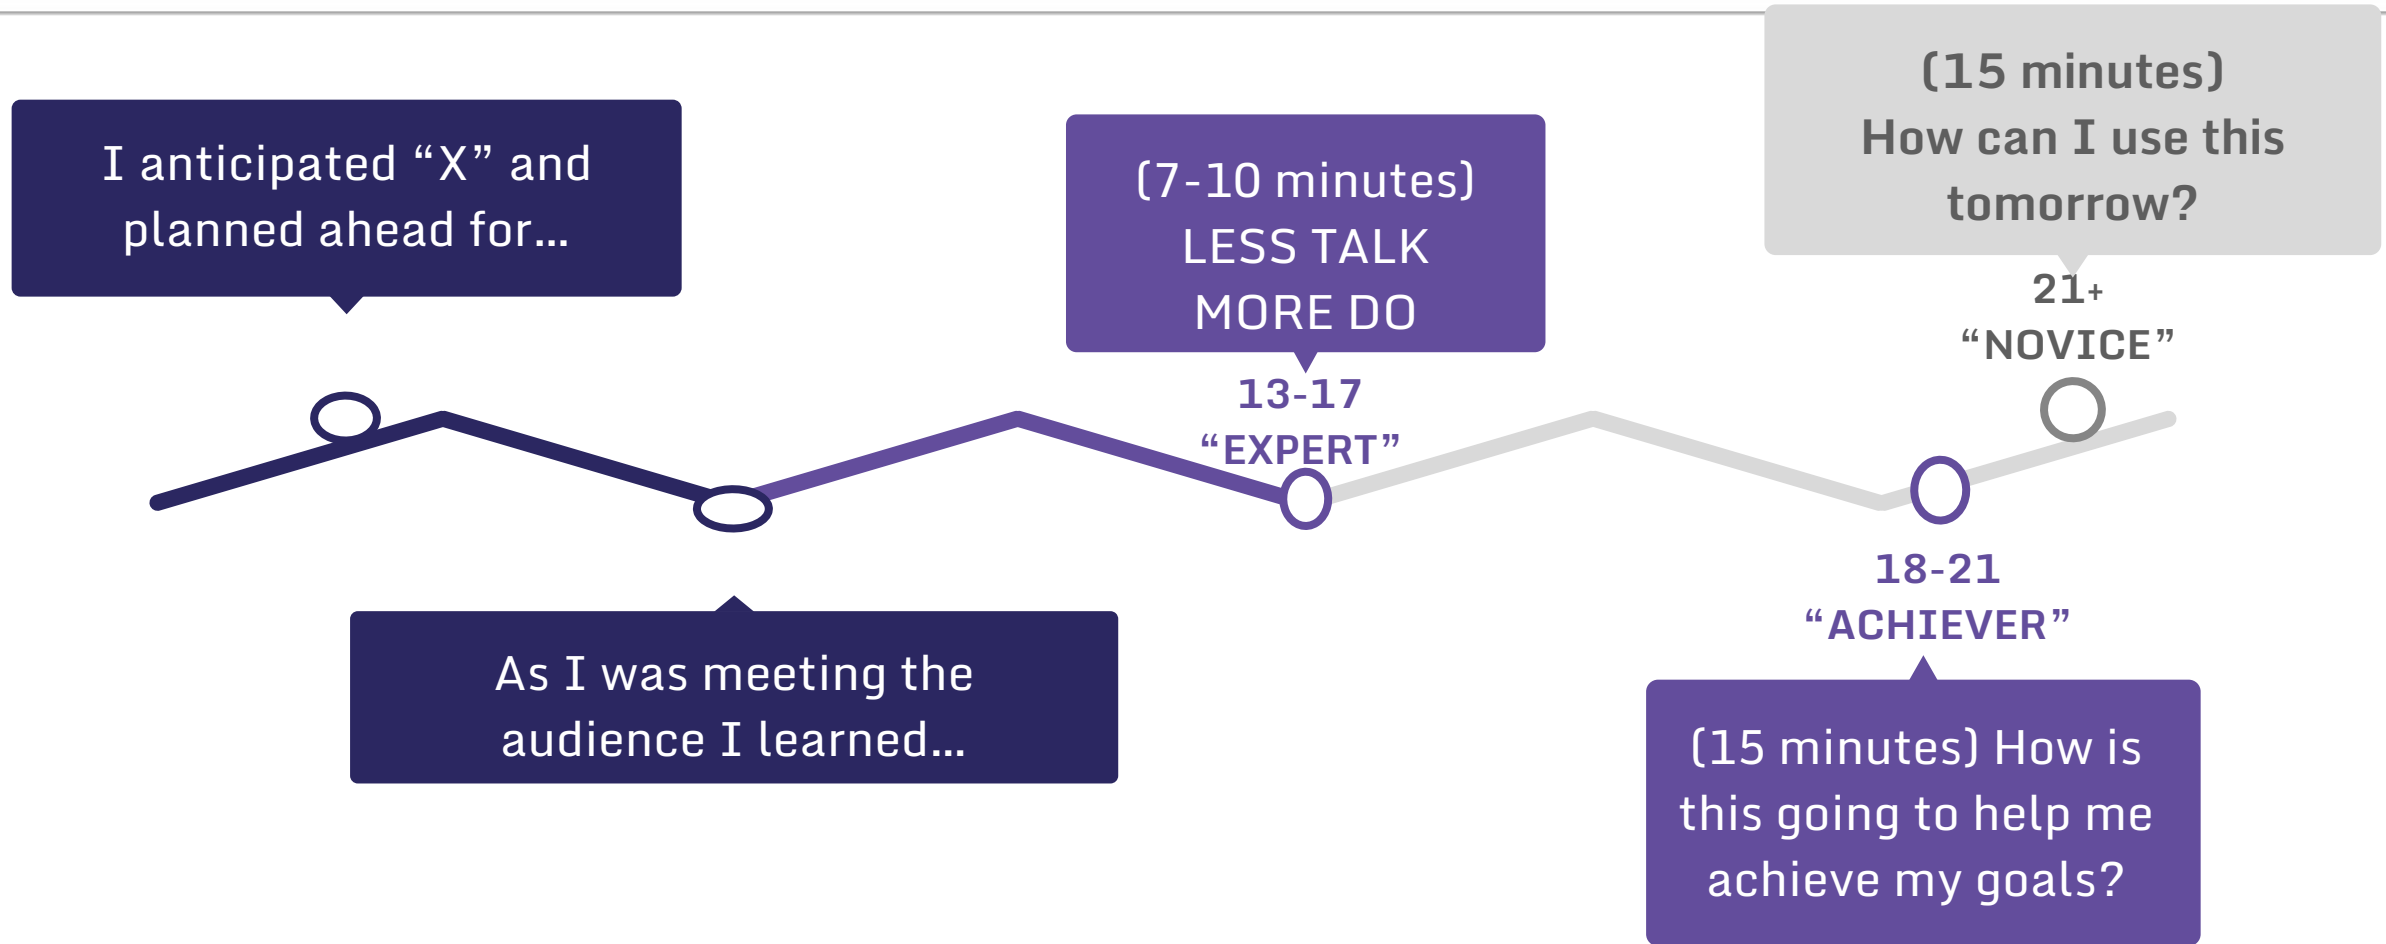 I anticipated “X” and
planned ahead for...
As I was meeting the
audience I learned...
(7-10 minutes)
LESS TALK
MORE DO
13-17
“EXPERT”
(15 minutes)
How can I use this
tomorrow?
21+
“NOVICE”
18-21
“ACHIEVER”
(15 minutes) How is
this going to help me
achieve my goals?